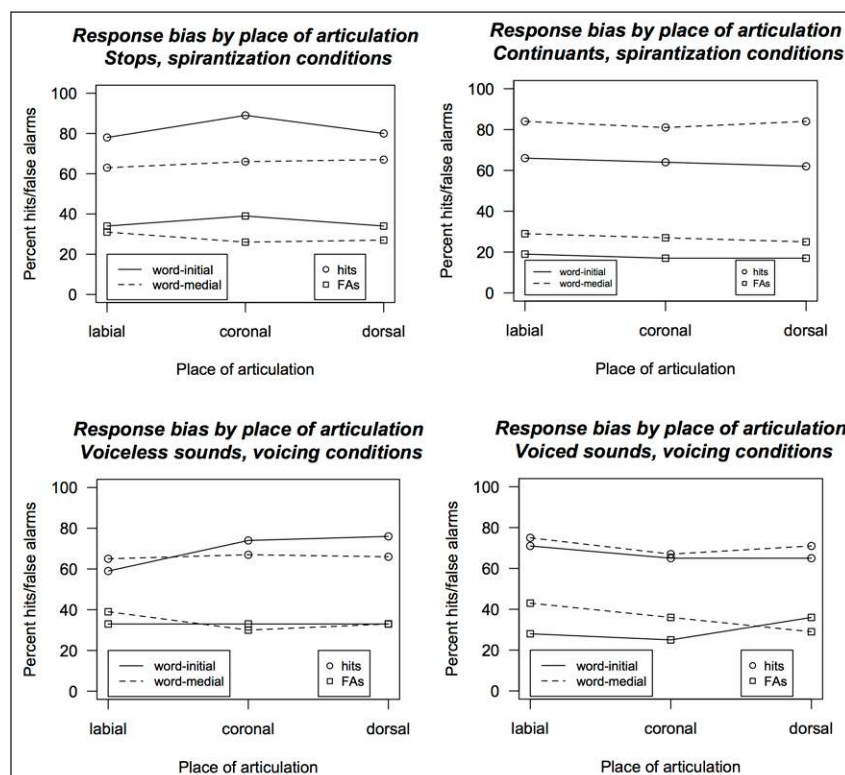 Response bias by place of articulation
Stops, spirantization conditions
Percent hits/false alarms
100
80
60
40
20
0
word-initial
word-medial
hits
FAs
labial
coronal
dorsal
Place of articulation
Response bias by place of articulation
Continuants, spirantization conditions
Percent hits/false alarms
100
80
60
40
20
0
word-initial
word-medial
hits
FAs
labial
coronal
dorsal
Place of articulation
Response bias by place of articulation
Voiceless sounds, voicing conditions
Percent hits/false alarms
100
80
60
40
20
0
word-initial
word-medial
hits
FAs
labial
coronal
dorsal
Place of articulation
Response bias by place of articulation
Voiced sounds, voicing conditions
Percent hits/false alarms
100
80
60
40
20
0
word-initial
word-medial
hits
FAs
labial
coronal
dorsal
Place of articulation